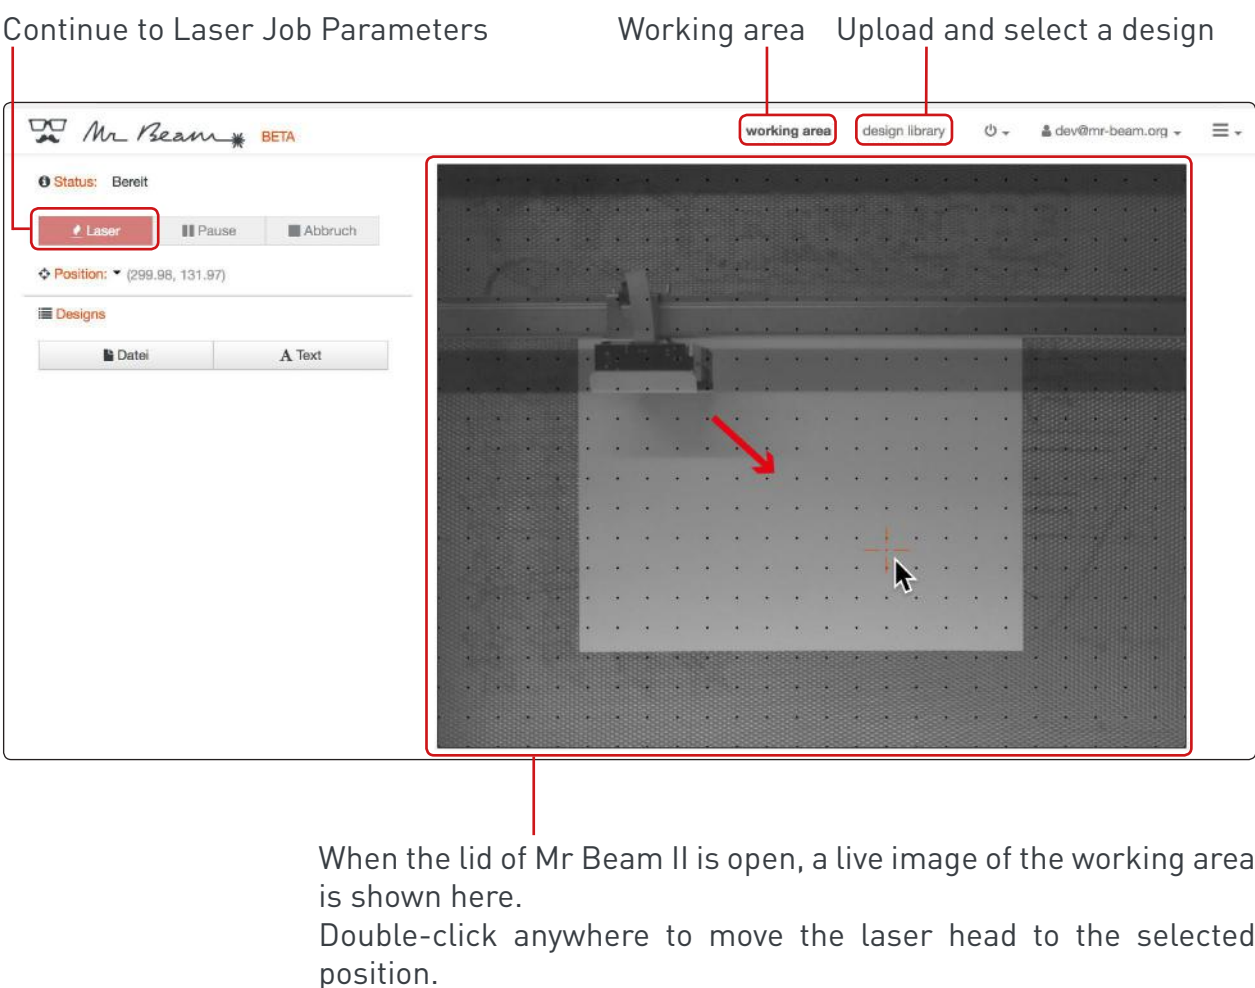 Continue to Laser Job Parameters
Working area
Upload and select a design
Mr Beam BETA
working area
design library
dev@mr-beam.org
Status: Bereit
Laser
Pause
Abbruch
Position: (299.98, 131.97)
Designs
Datei
A Text
When the lid of Mr Beam II is open, a live image of the working area
is shown here.
Double-click anywhere to move the laser head to the selected
position.